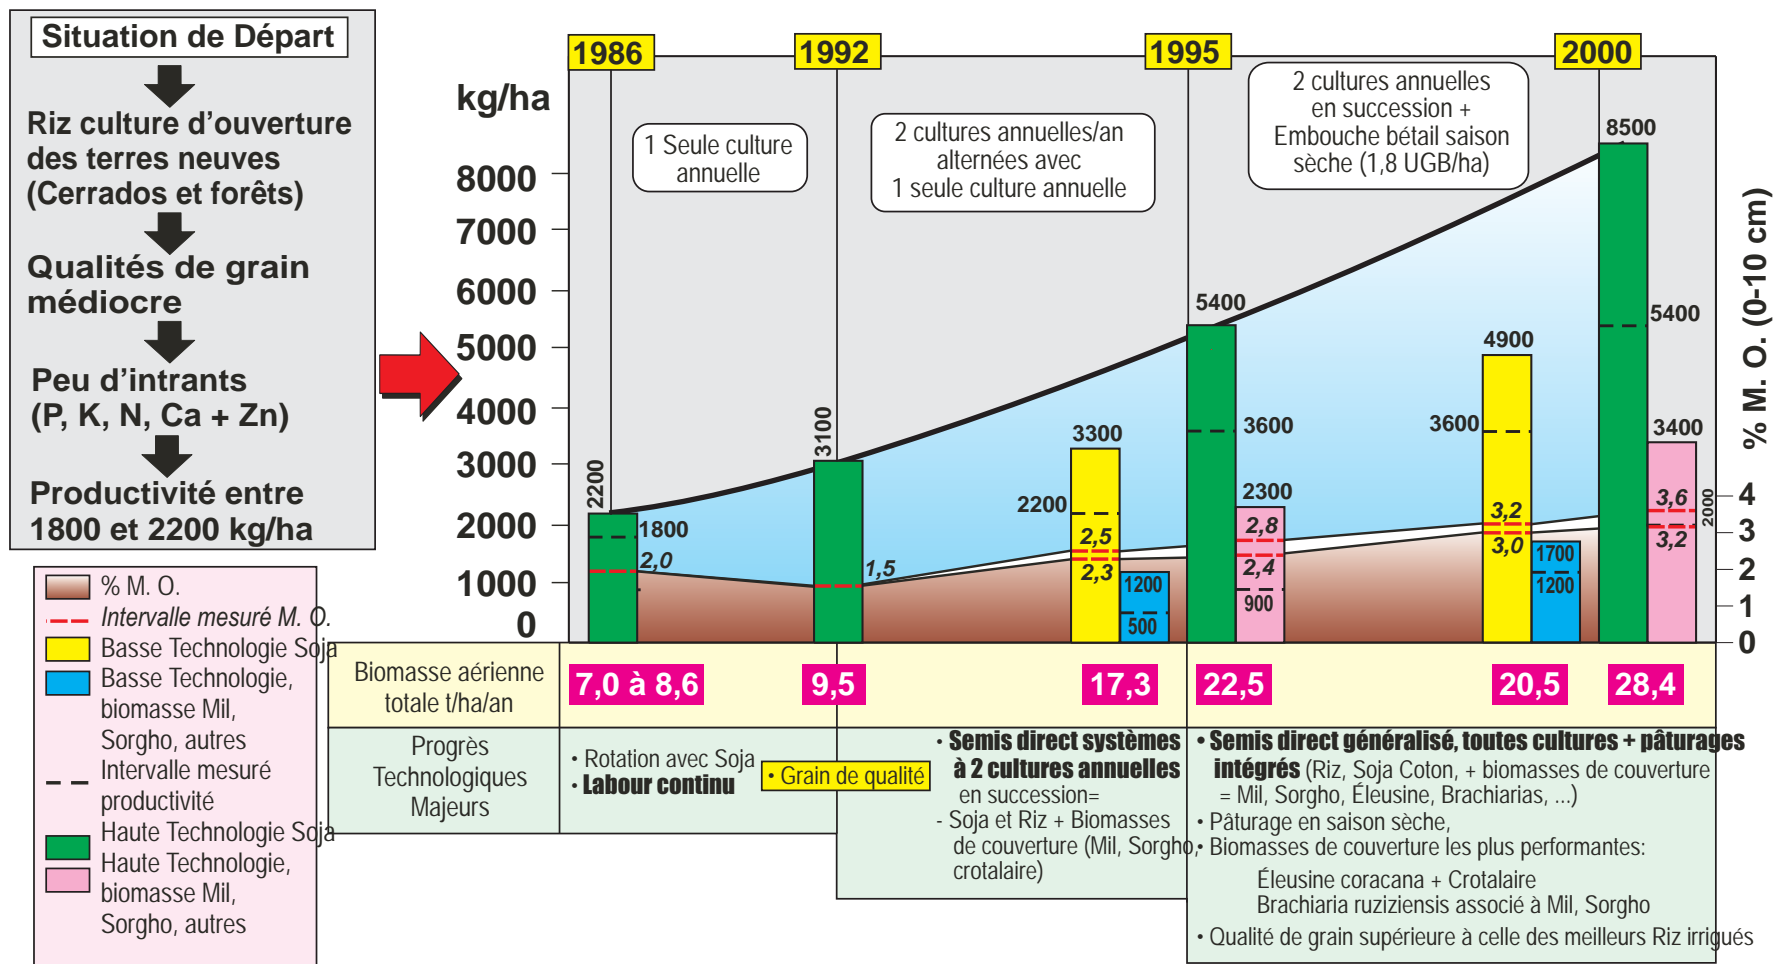 Situation de Départ
Riz culture d'ouverture
des terres neuves
(Cerrados et forêts)
Qualités de grain
médiocre
Peu d'intrants
(P, K, N, Ca + Zn)
Productivité entre
1800 et 2200 kg/ha
% M. O.
Intervalle mesuré M. O.
Basse Technologie Soja
Basse Technologie,
biomasse Mil,
Sorgho, autres
Intervalle mesuré
productivité
Haute Technologie Soja
Haute Technologie,
biomasse Mil,
Sorgho, autres
1986
1992
1995
2000
kg/ha
8000
7000
6000
5000
4000
3000
2000
1000
0
1 Seule culture
annuelle
2 cultures annuelles/an
alternées avec
1 seule culture annuelle
2 cultures annuelles
en succession +
Embouche bétail saison
sèche (1,8 UGB/ha)
2200
1800
2,0
3100
1,5
3300
2200
2,5
2,3
1200
500
5400
3600
2300
2,8
2,4
900
4900
3600
3,2
3,0
1700
1200
8500
5400
3400
3,6
3,2
2000
4
3
2
1
0
% M. O. (0-10 cm)
Biomasse aérienne
totale t/ha/an
7,0 à 8,6
9,5
17,3
22,5
20,5
28,4
Progrès
Technologiques
Majeurs
• Rotation avec Soja
• Labour continu
• Grain de qualité
• Semis direct systèmes
à 2 cultures annuelles
en succession=
- Soja et Riz + Biomasses
de couverture (Mil, Sorgho,
crotalaire)
• Semis direct généralisé, toutes cultures + pâturages
intégrés (Riz, Soja Coton, + biomasses de couverture
= Mil, Sorgho, Éleusine, Brachiarias, ...)
• Pâturage en saison sèche,
• Biomasses de couverture les plus performantes:
Éleusine coracana + Crotalaire
Brachiaria ruziziensis associé à Mil, Sorgho
• Qualité de grain supérieure à celle des meilleurs Riz irrigués